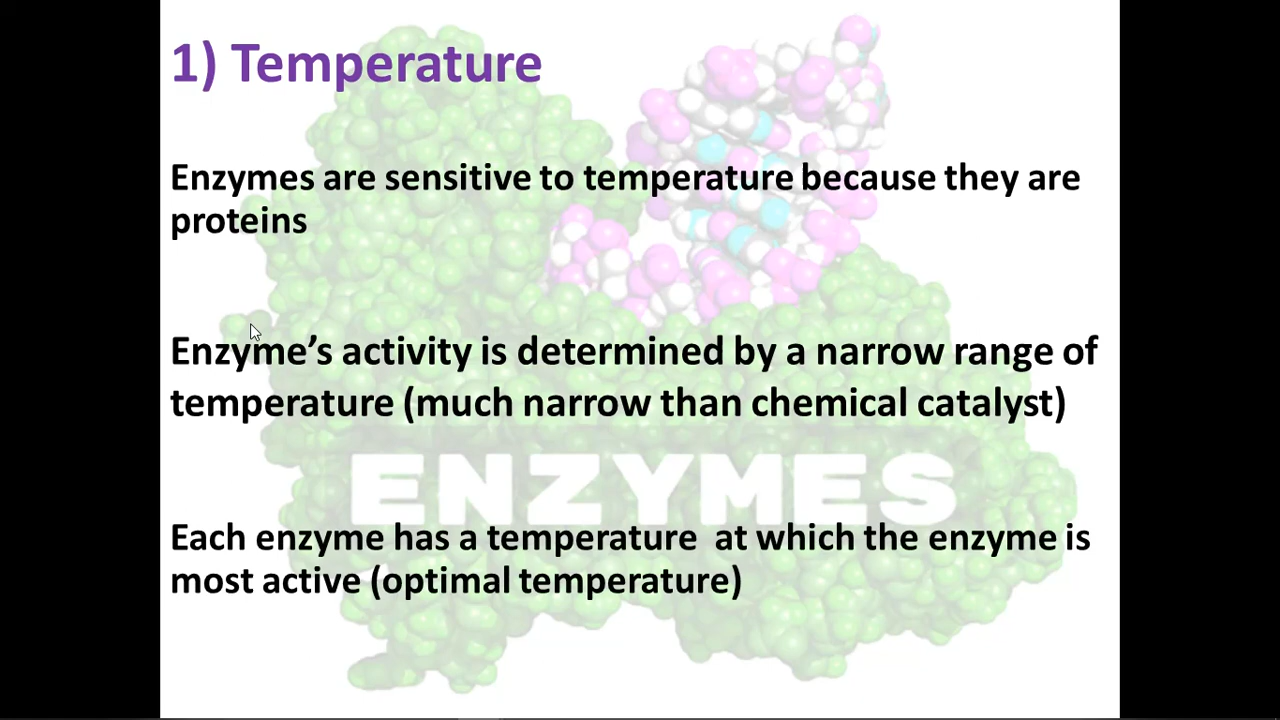 1) Temperature
Enzymes are sensitive to temperature because they are
proteins
Enzyme’s activity is determined by a narrow range of
temperature (much narrow than chemical catalyst)
ENZYMES
Each enzyme has a temperature at which the enzyme is
most active (optimal temperature)